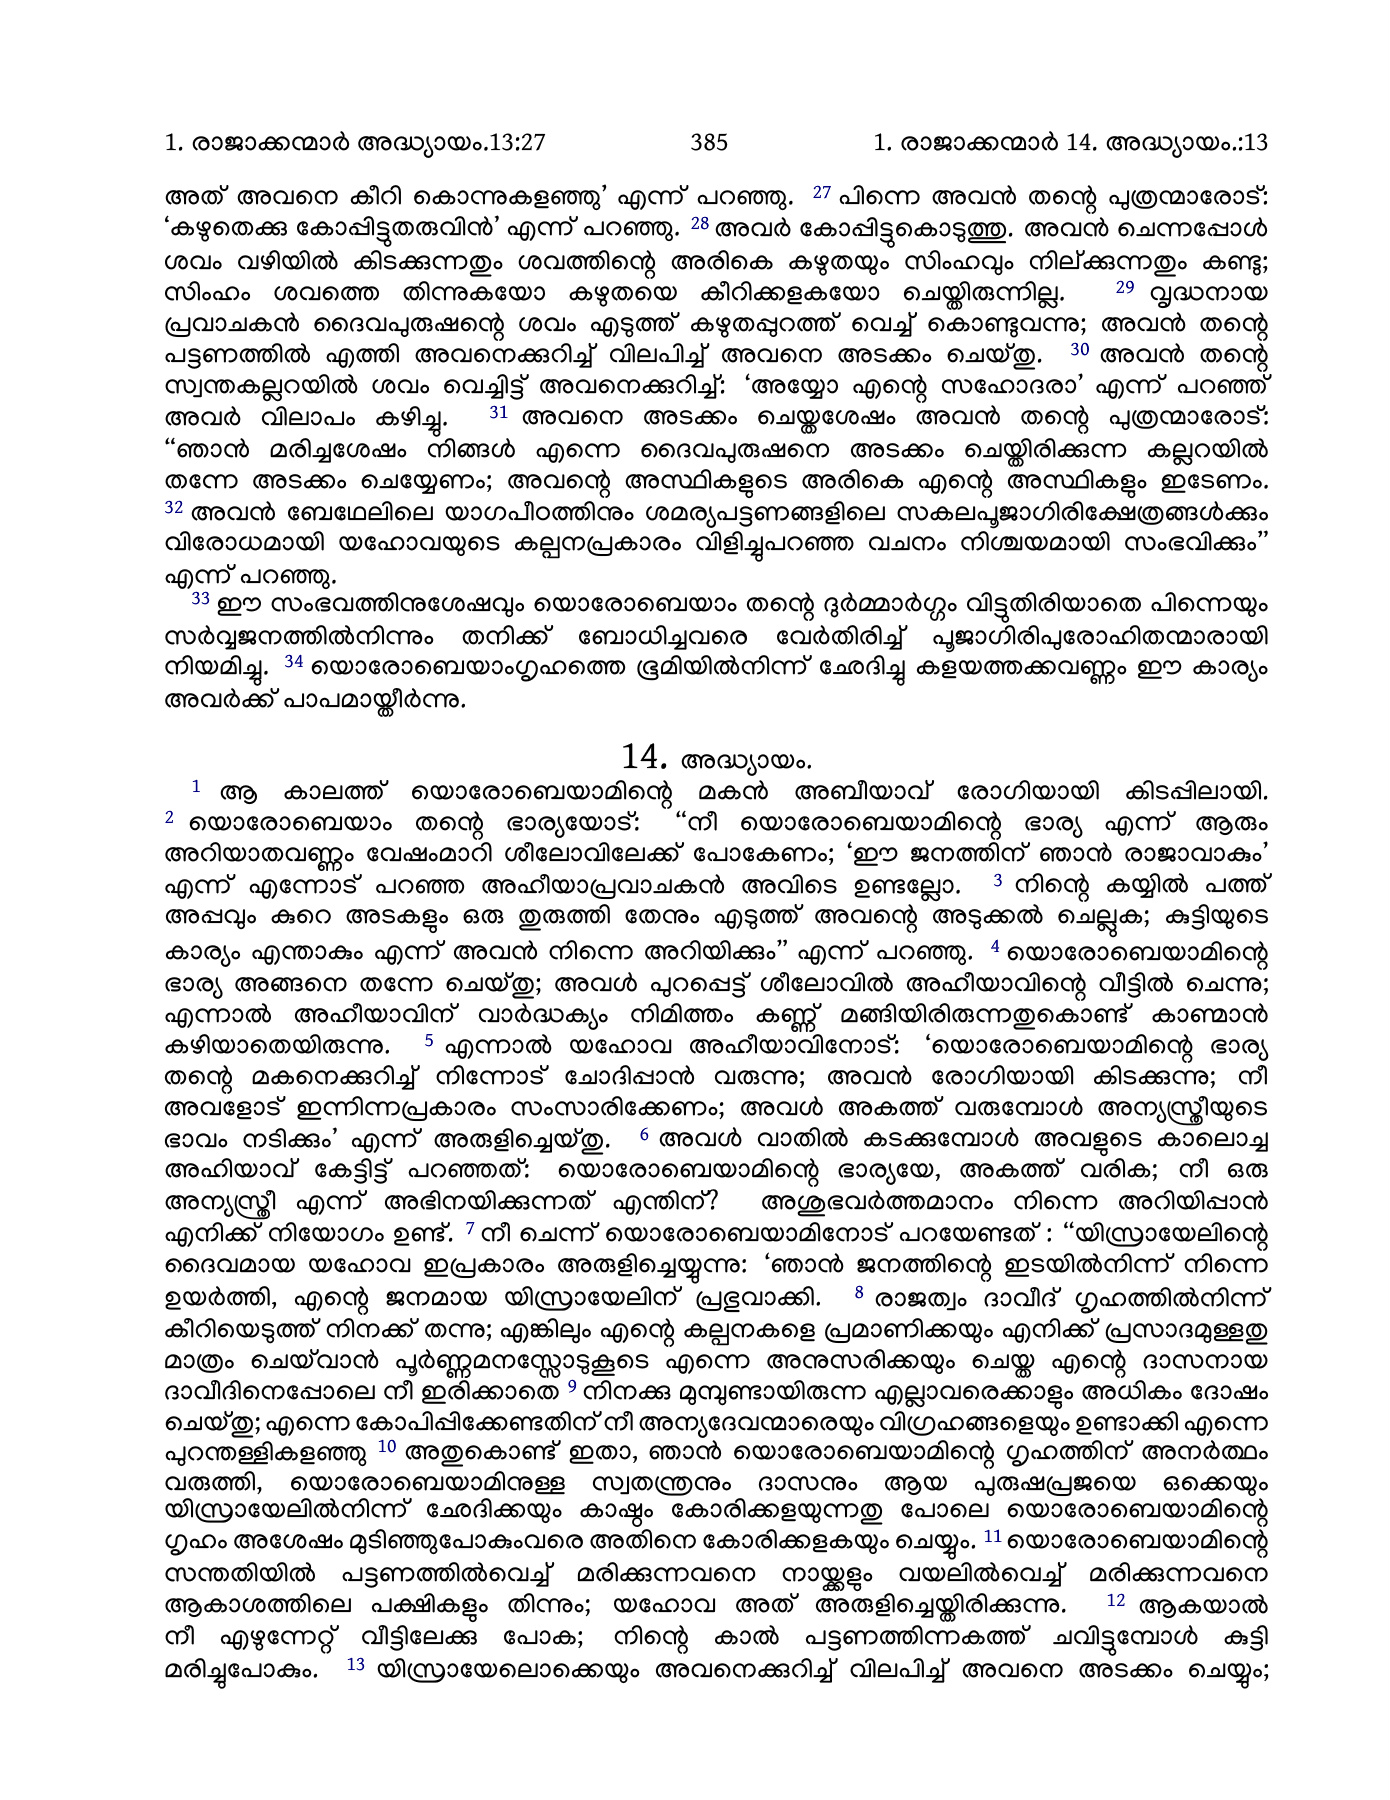 1. രാജാക്കന്മാർ അദ്ധ്യായം.13:27 385 1. രാജാക്കന്മാർ 14. അദ്ധ്യായം.:13
അത് അവനെ കീറി കൊന്നുകളഞ്ഞു’ എന്ന് പറഞ്ഞു. 27 പിന്നെ അവൻ തന്റെ പുത്രന്മാരോട്:
‘കഴുതെക്കു കോപ്പിട്ടുതരുവിൻ’ എന്ന് പറഞ്ഞു. 28 അവർ കോപ്പിട്ടുകൊടുത്തു. അവൻ ചെന്നപ്പോൾ
ശവം വഴിയിൽ കിടക്കുന്നതും ശവത്തിന്റെ അരികെ കഴുതയും സിംഹവും നില്ക്കുന്നതും കണ്ടു;
സിംഹം ശവത്തെ തിന്നുകയോ കഴുതയെ കീറിക്കളകയോ ചെയ്തിരുന്നില്ല. 29 വൃദ്ധനായ
പ്രവാചകൻ ദൈവപുരുഷന്റെ ശവം എടുത്ത് കഴുതപ്പുറത്ത് വെച്ച് കൊണ്ടുവന്നു; അവൻ തന്റെ
പട്ടണത്തിൽ എത്തി അവനെക്കുറിച്ച് വിലപിച്ച് അവനെ അടക്കം ചെയ്തു. 30 അവൻ തന്റെ
സ്വന്തകല്ലറയിൽ ശവം വെച്ചിട്ട് അവനെക്കുറിച്ച്: ‘അയ്യോ എന്റെ സഹോദരാ’ എന്ന് പറഞ്ഞ്
അവർ വിലാപം കഴിച്ചു. 31 അവനെ അടക്കം ചെയ്തശേഷം അവൻ തന്റെ പുത്രന്മാരോട്:
“ഞാൻ മരിച്ചശേഷം നിങ്ങൾ എന്നെ ദൈവപുരുഷനെ അടക്കം ചെയ്തിരിക്കുന്ന കല്ലറയിൽ
തന്നേ അടക്കം ചെയ്യേണം; അവന്റെ അസ്ഥികളുടെ അരികെ എന്റെ അസ്ഥികളും ഇടേണം.
32 അവൻ ബേഥേലിലെ യാഗപീഠത്തിനും ശമര്യപട്ടണങ്ങളിലെ സകലപൂജാഗിരിക്ഷേത്രങ്ങൾക്കും
വിരോധമായി യഹോവയുടെ കല്പനപ്രകാരം വിളിച്ചുപറഞ്ഞ വചനം നിശ്ചയമായി സംഭവിക്കും”
എന്ന് പറഞ്ഞു.
33 ഈ സംഭവത്തിനുശേഷവും യൊരോബെയാം തന്റെ ദുർമ്മാർഗ്ഗം വിട്ടുതിരിയാതെ പിന്നെയും
സർവ്വജനത്തിൽനിന്നും തനിക്ക് ബോധിച്ചവരെ വേർതിരിച്ച് പൂജാഗിരിപുരോഹിതന്മാരായി
നിയമിച്ചു. 34 യൊരോബെയാംഗൃഹത്തെ ഭൂമിയിൽനിന്ന് ഛേദിച്ചു കളയത്തക്കവണ്ണം ഈ കാര്യം
അവർക്ക് പാപമായ്തീർന്നു.
14. അദ്ധ്യായം.
1 ആ കാലത്ത് യൊരോബെയാമിന്റെ മകൻ അബീയാവ് രോഗിയായി കിടപ്പിലായി.
2 യൊരോബെയാം തന്റെ ഭാര്യയോട്: “നീ യൊരോബെയാമിന്റെ ഭാര്യ എന്ന് ആരും
അറിയാതവണ്ണം വേഷംമാറി ശീലോവിലേക്ക് പോകേണം; ‘ഈ ജനത്തിന് ഞാൻ രാജാവാകും’
എന്ന് എന്നോട് പറഞ്ഞ അഹീയാപ്രവാചകൻ അവിടെ ഉണ്ടല്ലോ. 3 നിന്റെ കയ്യിൽ പത്ത്
അപ്പവും കുറെ അടകളും ഒരു തുരുത്തി തേനും എടുത്ത് അവന്റെ അടുക്കൽ ചെല്ലുക; കുട്ടിയുടെ
കാര്യം എന്താകും എന്ന് അവൻ നിന്നെ അറിയിക്കും” എന്ന് പറഞ്ഞു. 4 യൊരോബെയാമിന്റെ
ഭാര്യ അങ്ങനെ തന്നേ ചെയ്തു; അവൾ പുറപ്പെട്ട് ശീലോവിൽ അഹീയാവിന്റെ വീട്ടിൽ ചെന്നു;
എന്നാൽ അഹീയാവിന് വാർദ്ധക്യം നിമിത്തം കണ്ണ് മങ്ങിയിരിരുന്നതുകൊണ്ട് കാണ്മാൻ
കഴിയാതെയിരുന്നു. 5 എന്നാൽ യഹോവ അഹീയാവിനോട്: ‘യൊരോബെയാമിന്റെ ഭാര്യ
തന്റെ മകനെക്കുറിച്ച് നിന്നോട് ചോദിപ്പാൻ വരുന്നു; അവൻ രോഗിയായി കിടക്കുന്നു; നീ
അവളോട് ഇന്നിന്നപ്രകാരം സംസാരിക്കേണം; അവൾ അകത്ത് വരുമ്പോൾ അന്യസ്ത്രീയുടെ
ഭാവം നടിക്കും’ എന്ന് അരുളിച്ചെയ്തു. 6 അവൾ വാതിൽ കടക്കുമ്പോൾ അവളുടെ കാലൊച്ച
അഹിയാവ് കേട്ടിട്ട് പറഞ്ഞത്: യൊരോബെയാമിന്റെ ഭാര്യയേ, അകത്ത് വരിക; നീ ഒരു
അന്യസ്ത്രീ എന്ന് അഭിനയിക്കുന്നത് എന്തിന്? അശുഭവർത്തമാനം നിന്നെ അറിയിപ്പാൻ
എനിക്ക് നിയോഗം ഉണ്ട്. 7 നീ ചെന്ന് യൊരോബെയാമിനോട് പറയേണ്ടത് : “യിസ്രായേലിന്റെ
ദൈവമായ യഹോവ ഇപ്രകാരം അരുളിച്ചെയ്യുന്നു: ‘ഞാൻ ജനത്തിന്റെ ഇടയിൽനിന്ന് നിന്നെ
ഉയർത്തി, എന്റെ ജനമായ യിസ്രായേലിന് പ്രഭുവാക്കി. 8 രാജത്വം ദാവീദ് ഗൃഹത്തിൽനിന്ന്
കീറിയെടുത്ത് നിനക്ക് തന്നു; എങ്കിലും എന്റെ കല്പനകളെ പ്രമാണിക്കയും എനിക്ക് പ്രസാദമുള്ളതു
മാത്രം ചെയ്‌വാൻ പൂർണ്ണമനസ്സോടുകൂടെ എന്നെ അനുസരിക്കയും ചെയ്ത എന്റെ ദാസനായ
ദാവീദിനെപ്പോലെ നീ ഇരിക്കാതെ 9 നിനക്കു മുമ്പുണ്ടായിരുന്ന എല്ലാവരെക്കാളും അധികം ദോഷം
ചെയ്തു; എന്നെ കോപിപ്പിക്കേണ്ടതിന് നീ അന്യദേവന്മാരെയും വിഗ്രഹങ്ങളെയും ഉണ്ടാക്കി എന്നെ
പുറന്തള്ളികളഞ്ഞു 10 അതുകൊണ്ട് ഇതാ, ഞാൻ യൊരോബെയാമിന്റെ ഗൃഹത്തിന് അനർത്ഥം
വരുത്തി, യൊരോബെയാമിനുള്ള സ്വതന്ത്രനും ദാസനും ആയ പുരുഷപ്രജയെ ഒക്കെയും
യിസ്രായേലിൽനിന്ന് ഛേദിക്കയും കാഷ്ഠം കോരിക്കളയുന്നതു പോലെ യൊരോബെയാമിന്റെ
ഗൃഹം അശേഷം മുടിഞ്ഞുപോകുംവരെ അതിനെ കോരിക്കളകയും ചെയ്യും. 11 യൊരോബെയാമിന്റെ
സന്തതിയിൽ പട്ടണത്തിൽവെച്ച് മരിക്കുന്നവനെ നായ്ക്കളും വയലിൽവെച്ച് മരിക്കുന്നവനെ
ആകാശത്തിലെ പക്ഷികളും തിന്നും; യഹോവ അത് അരുളിച്ചെയ്തിരിക്കുന്നു. 12 ആകയാൽ
നീ എഴുന്നേറ്റ് വീട്ടിലേക്കു പോക; നിന്റെ കാൽ പട്ടണത്തിന്നകത്ത് ചവിട്ടുമ്പോൾ കുട്ടി
മരിച്ചുപോകും. 13 യിസ്രായേലൊക്കെയും അവനെക്കുറിച്ച് വിലപിച്ച് അവനെ അടക്കം ചെയ്യും;